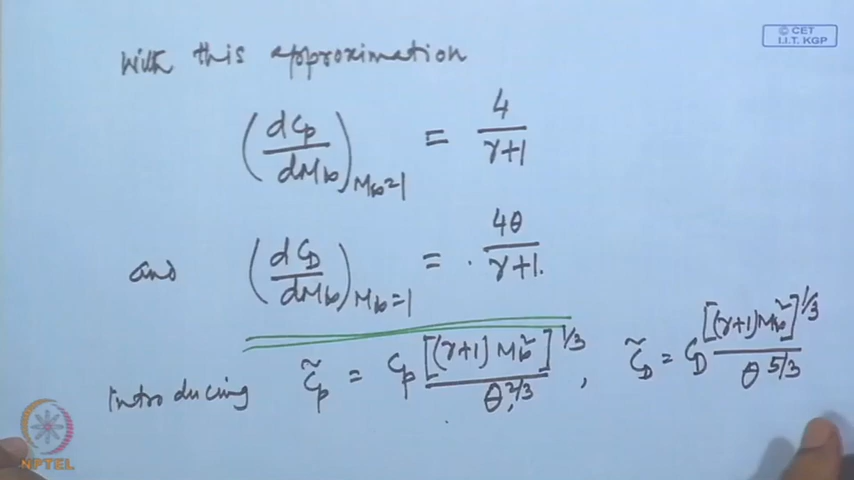 © CET
I.I.T. KGP
With this approximation
(dCp/dM∞)M∞=1 = 4/γ+1
and (dCD/dM∞)M∞=1 = 4θ/γ+1.
Introducing C̃p = Cp [(γ+1)M∞²]^1/3 / θ^2/3, C̃D = CD [(γ+1)M∞²]^1/3 / θ^5/3
NPTEL